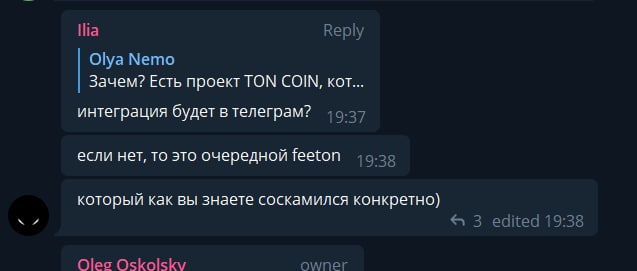 Ilia Reply
Olya Nemo
Зачем? Есть проект TON COIN, кот...
интеграция будет в телеграм? 19:37
если нет, то это очередной feeton 19:38
который как вы знаете соскамился конкретно)
3 edited 19:38
Oleg Oskolsky owner